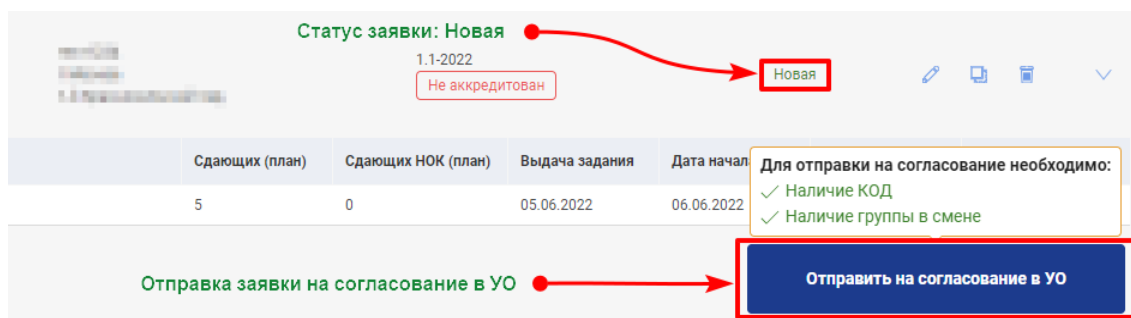 Статус заявки: Новая
1.1-2022
Не аккредитован
Новая
Сдающих (план) Сдающих НОК (план) Выдача задания Дата начал
Для отправки на согласование необходимо:
Наличие КОД
Наличие группы в смене
5 0 05.06.2022 06.06.2022
Отправка заявки на согласование в УО
Отправить на согласование в УО